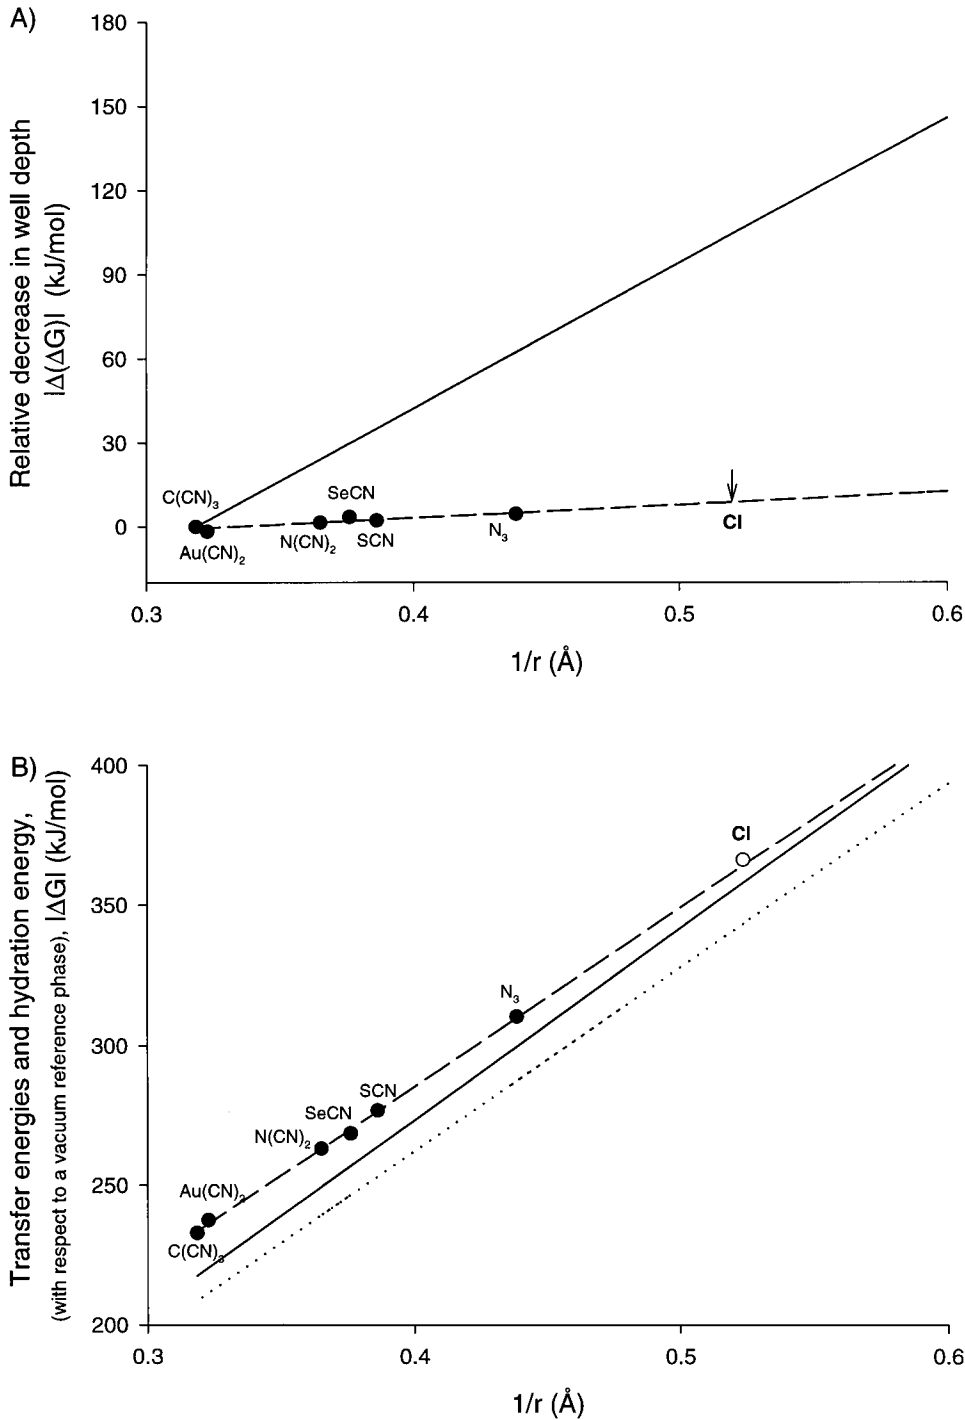 A)
Relative decrease in well depth
|Δ(ΔG)| (kJ/mol)
180
150
120
90
60
30
0
C(CN)3
Au(CN)2
N(CN)2
SeCN
SCN
N3
Cl
0.3
0.4
0.5
0.6
1/r (Å)
B)
Transfer energies and hydration energy,
(with respect to a vacuum reference phase), |ΔG| (kJ/mol)
400
350
300
250
200
Cl
N3
SCN
SeCN
N(CN)2
Au(CN)2
C(CN)3
0.3
0.4
0.5
0.6
1/r (Å)